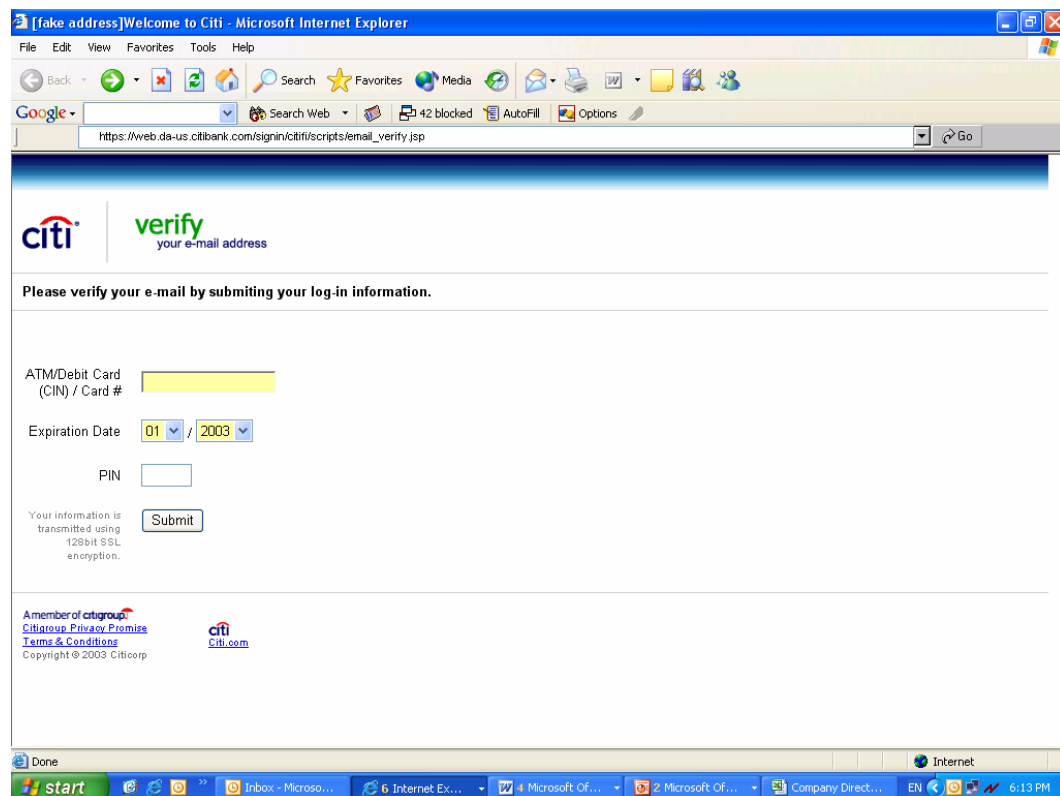 [fake address]Welcome to Citi - Microsoft Internet Explorer
File Edit View Favorites Tools Help
Back Search Favorites Media
Google Search Web 42 blocked AutoFill Options
https://web.da-us.citibank.com/signin/citifi/scripts/email_verify.jsp Go
citi verify
your e-mail address
Please verify your e-mail by submiting your log-in information.
ATM/Debit Card
(CIN) / Card #
Expiration Date 01 / 2003
PIN
Your information is
transmitted using
128bit SSL
encryption.
Submit
A member of citigroup
Citigroup Privacy Promise
Terms & Conditions
Copyright © 2003 Citicorp
citi
Citi.com
Done Internet
start Inbox - Microso... 6 Internet Ex... 4 Microsoft Of... 2 Microsoft Of... Company Direct... EN 6:13 PM